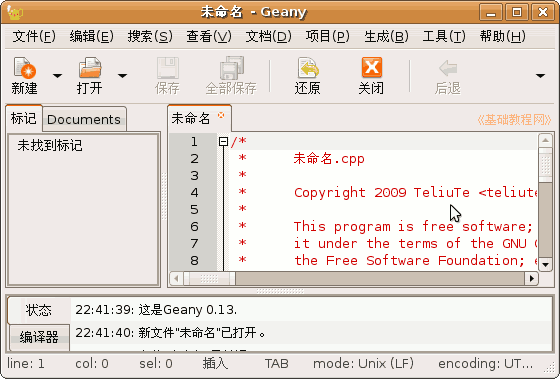 未命名 - Geany
文件(F) 编辑(E) 搜索(S) 查看(V) 文档(D) 项目(P) 生成(B) 工具(T) 帮助(H)
新建 打开 保存 全部保存 还原 关闭 后退
标记 Documents
未找到标记
未命名
《基础教程网》
1 /*
2 * 未命名.cpp
3 *
4 * Copyright 2009 TeliuTe <teliute
5 *
6 * This program is free software;
7 * it under the terms of the GNU G
8 * the Free Software Foundation; e
状态
编译器
22:41:39: 这是Geany 0.13.
22:41:40: 新文件"未命名"已打开。
line: 1 col: 0 sel: 0 插入 TAB mode: Unix (LF) encoding: UT...